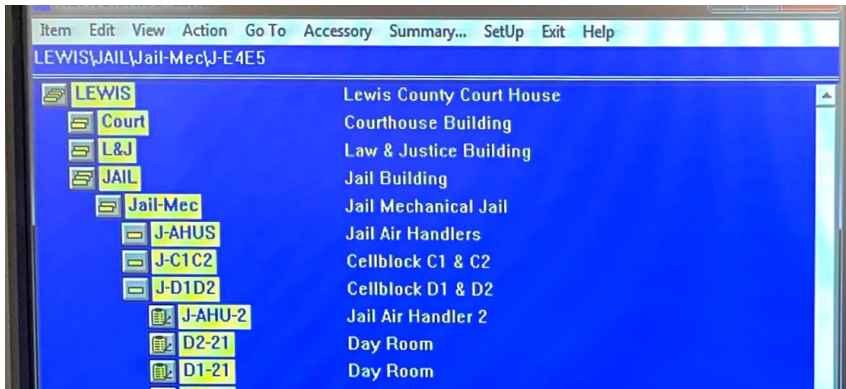 Item Edit View Action Go To Accessory Summary... SetUp Exit Help
LEWIS\JAIL\Jail-Mec\J-E4E5
LEWIS Lewis County Court House
Court Courthouse Building
L&J Law & Justice Building
JAIL Jail Building
Jail-Mec Jail Mechanical Jail
J-AHUS Jail Air Handlers
J-C1C2 Cellblock C1 & C2
J-D1D2 Cellblock D1 & D2
J-AHU-2 Jail Air Handler 2
D2-21 Day Room
D1-21 Day Room